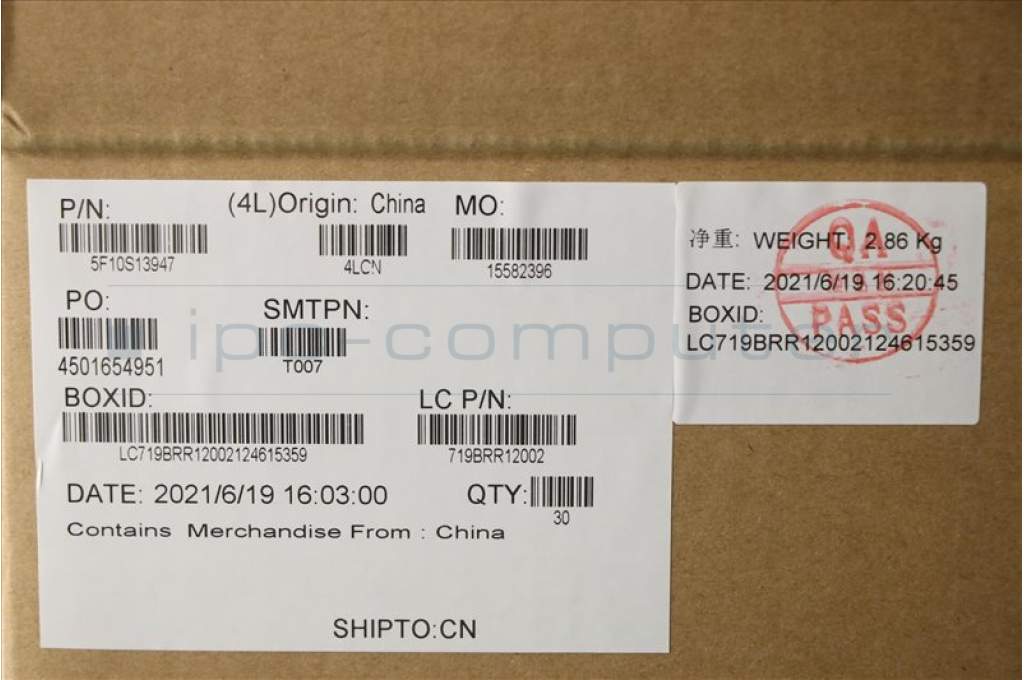 P/N: (4L)Origin: China MO:
5F10S13947 4LCN 15582396
PO: SMTPN:
4501654951 T007
BOXID: LC P/N:
LC719BRR12002124615359 719BRR12002
DATE: 2021/6/19 16:03:00 QTY:
30
Contains Merchandise From : China
SHIPTO:CN
净重: WEIGHT: 2.86 Kg
DATE: 2021/6/19 16:20:45
BOXID:
LC719BRR12002124615359
QA
PASS
ipc-computer